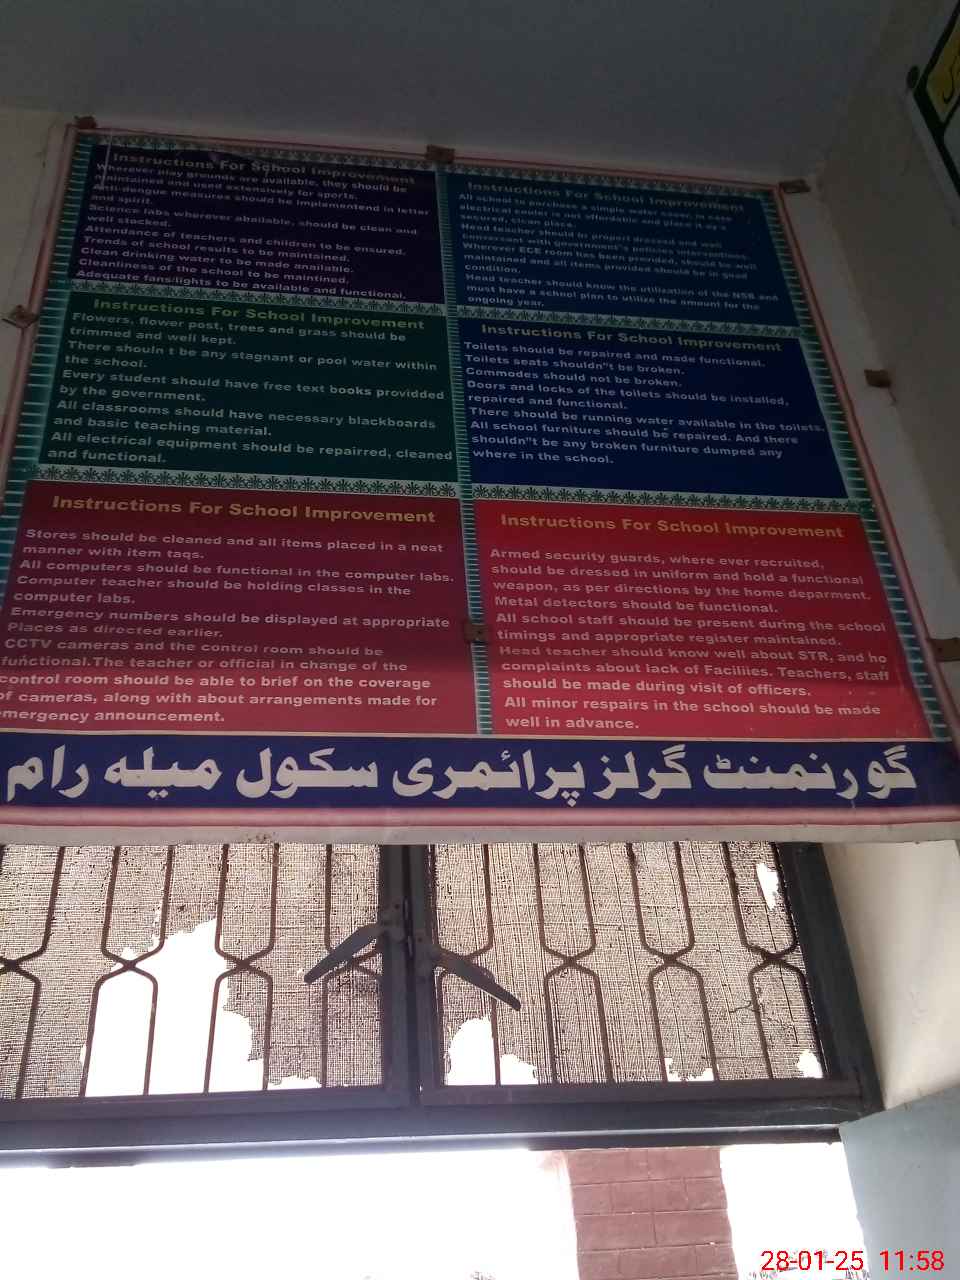 Instructions For School Improvement
Wherever play grounds are available, they should be
maintained and used extensively for sports.
Anti-dengue measures should be implementend in letter
and spirit.
Science labs wherever abailable, should be clean and
well stocked.
Attendance of teachers and children to be ensured.
Trends of school results to be maintained.
Clean drinking water to be made anailable.
Cleanliness of the school to be maintined.
Adequate fans/lights to be available and functional.
Instructions For School Improvement
All school to purchase a simple water cooer, in case
electrical cooler is not affordable and place it ay a
secured, clean place.
Head teacher should br propert dressed and well
conversant with government"s policies interventions.
Wherever ECE room has been provided, should be well
maintained and all items provided should be in good
condition.
Head teacher should know the utilization of the NSB and
must have a school plan to utilize the amount for the
ongoing year.
Instructions For School Improvement
Flowers, flower post, trees and grass should be
trimmed and well kept.
There shouln t be any stagnant or pool water within
the school.
Every student should have free text books providded
by the government.
All classrooms should have necessary blackboards
and basic teaching material.
All electrical equipment should be repairred, cleaned
and functional.
Instructions For School Improvement
Toilets should be repaired and made functional.
Toilets seats shouldn"t be broken.
Commodes should not be broken.
Doors and locks of the toilets should be installed,
repaired and functional.
There should be running water available in the toilets.
All school furniture should be repaired. And there
shouldn"t be any broken furniture dumped any
where in the school.
Instructions For School Improvement
Stores should be cleaned and all items placed in a neat
manner with item taqs.
All computers should be functional in the computer labs.
Computer teacher should be holding classes in the
computer labs.
Emergency numbers should be displayed at appropriate
Places as directed earlier.
CCTV cameras and the control room should be
functional.The teacher or official in change of the
control room should be able to brief on the coverage
of cameras, along with about arrangements made for
emergency announcement.
Instructions For School Improvement
Armed security guards, where ever recruited,
should be dressed in uniform and hold a functional
weapon, as per directions by the home deparment.
Metal detectors should be functional.
All school staff should be present during the school
timings and appropriate register maintained.
Head teacher should know well about STR, and ho
complaints about lack of Faciliies. Teachers, staff
should be made during visit of officers.
All minor respairs in the school should be made
well in advance.
گورنمنٹ گرلز پرائمری سکول میلہ رام
28-01-25 11:58